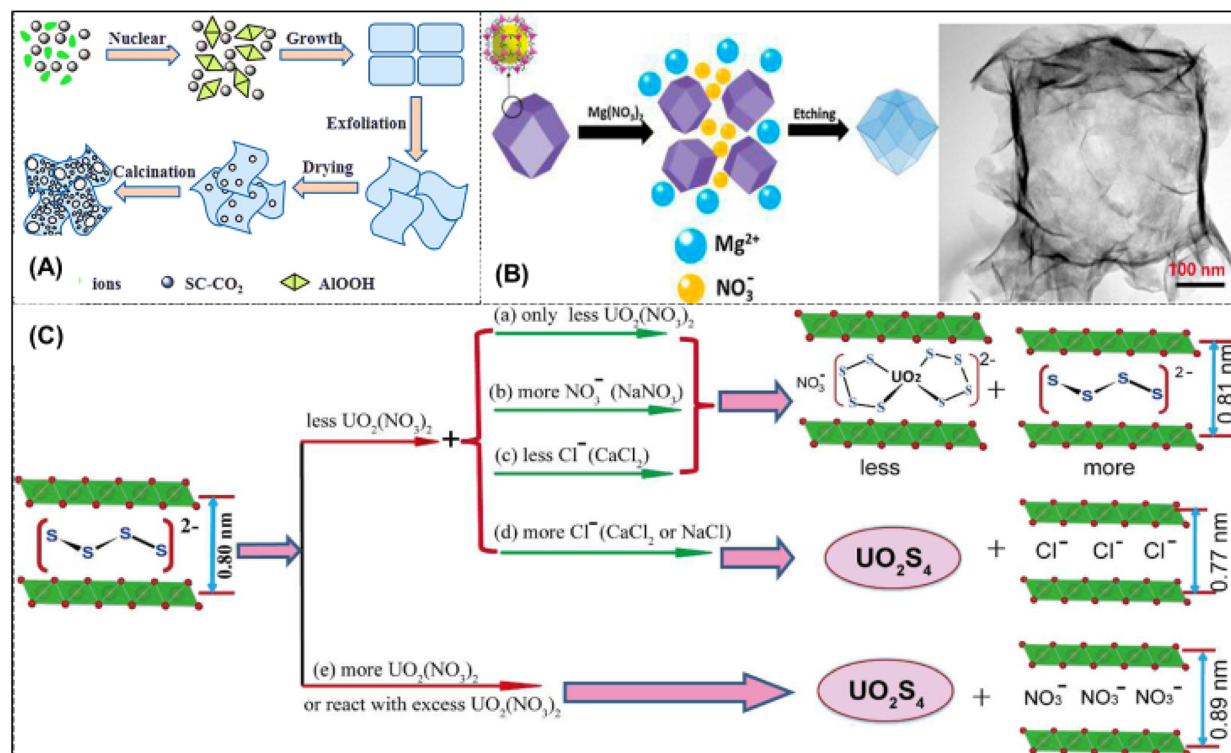 Nuclear
Growth
Exfoliation
Drying
Calcination
(A)
ions
SC-CO₂
AlOOH
Mg(NO₃)₂
Etching
Mg²⁺
NO₃⁻
(B)
100 nm
(C)
S S S S
2-
0.80 nm
less UO₂(NO₃)₂
+
(a) only less UO₂(NO₃)₂
(b) more NO₃⁻ (NaNO₃)
(c) less Cl⁻(CaCl₂)
(d) more Cl⁻(CaCl₂ or NaCl)
(e) more UO₂(NO₃)₂
or react with excess UO₂(NO₃)₂
NO₃⁻
S S S S UO₂ S S S S
2-
less
+
S S S S
2-
more
0.81 nm
UO₂S₄
+
Cl⁻ Cl⁻ Cl⁻
0.77 nm
UO₂S₄
+
NO₃⁻ NO₃⁻ NO₃⁻
0.89 nm